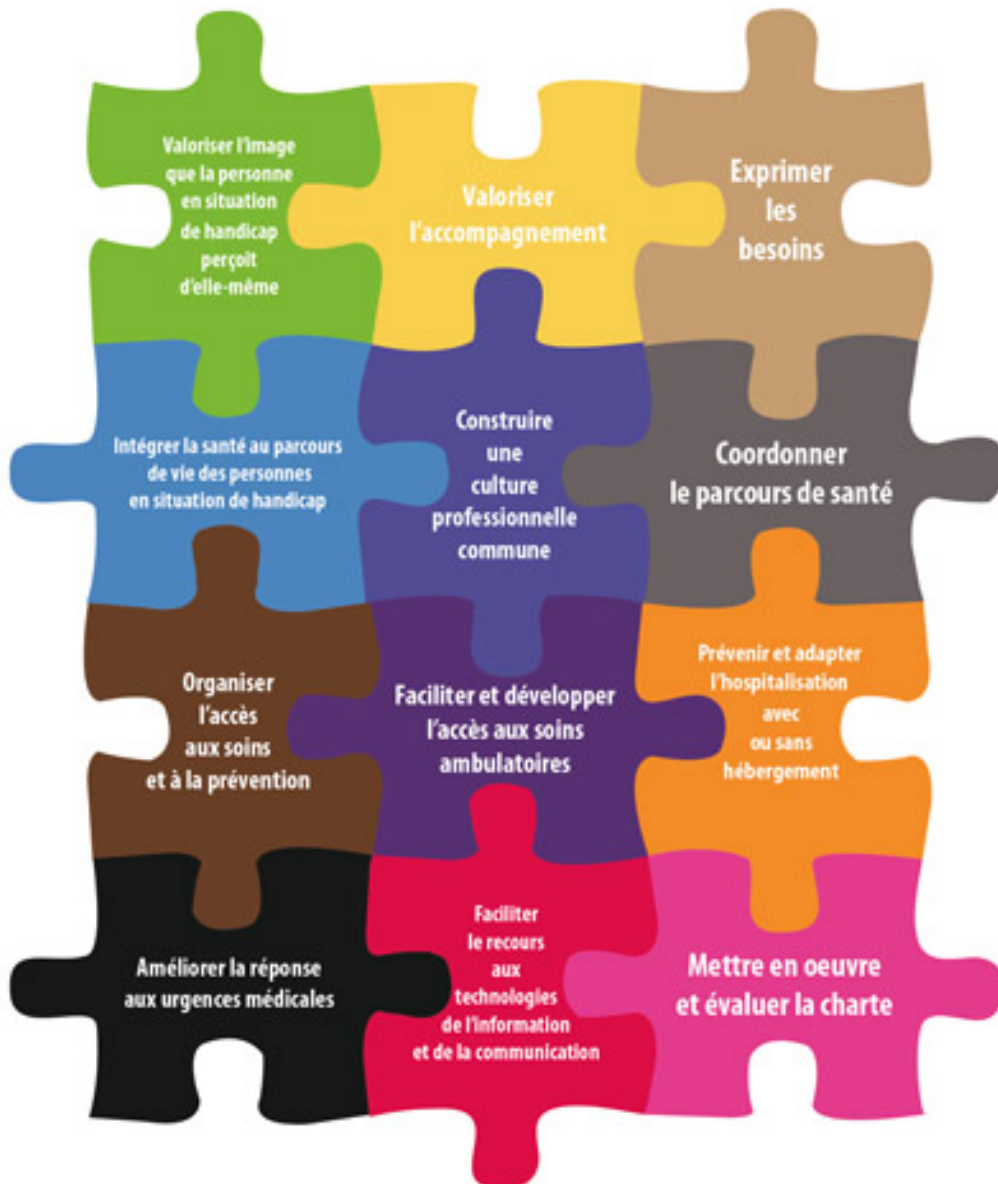 Valoriser l'image
que la personne
en situation
de handicap
perçoit
d'elle-même
Valoriser
l'accompagnement
Exprimer
les
besoins
Intégrer la santé au parcours
de vie des personnes
en situation de handicap
Construire
une
culture
professionnelle
commune
Coordonner
le parcours de santé
Organiser
l'accès
aux soins
et à la prévention
Faciliter et développer
l'accès aux soins
ambulatoires
Prévenir et adapter
l'hospitalisation
avec
ou sans
hébergement
Améliorer la réponse
aux urgences médicales
Faciliter
le recours
aux
technologies
de l'information
et de la communication
Mettre en oeuvre
et évaluer la charte